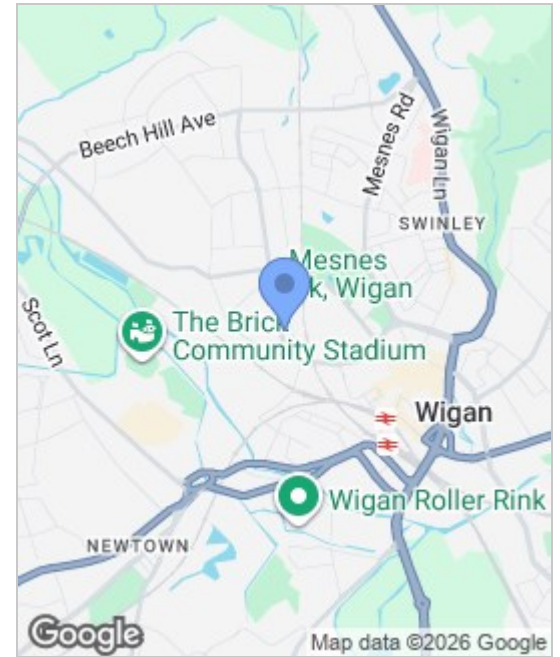 Beech Hill Ave
Mesnes Rd
Wigan Ln
SWINLEY
Mesnes
k, Wigan
Scot Ln
The Brick
Community Stadium
Wigan
Wigan Roller Rink
NEWTOWN
Google
Map data ©2026 Google